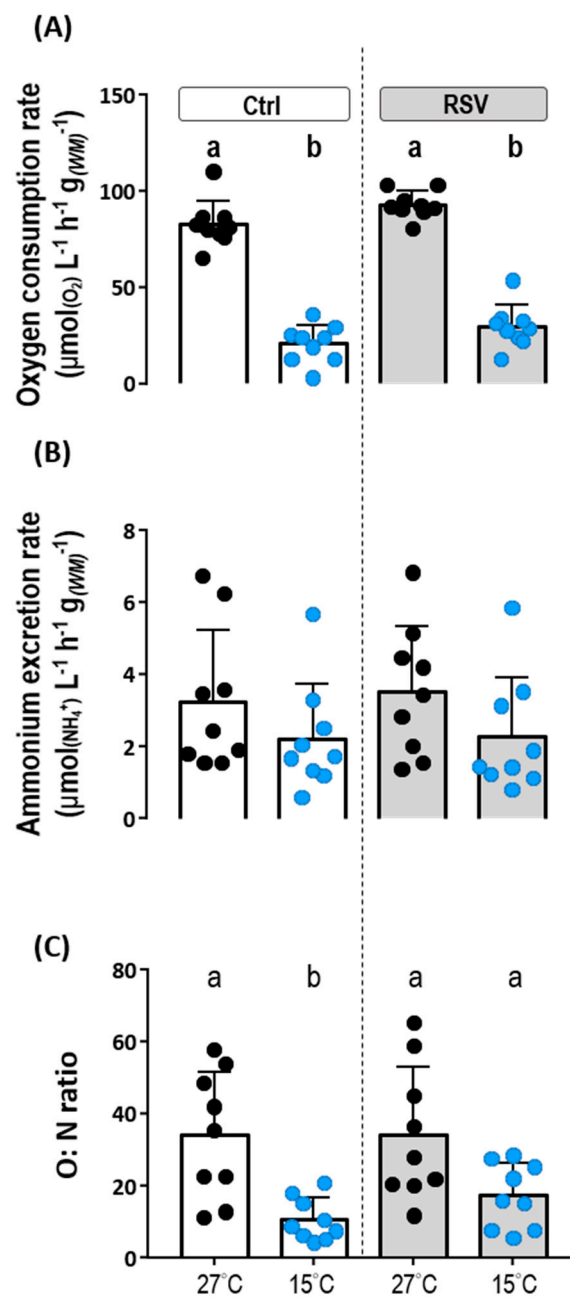 (A)
Oxygen consumption rate
(µmol(O₂) L⁻¹ h⁻¹ g(WM)⁻¹)
150
100
50
0
Ctrl
RSV
a
b
a
b
(B)
Ammonium excretion rate
(µmol(NH₄⁺) L⁻¹ h⁻¹ g(WM)⁻¹)
8
6
4
2
0
(C)
O: N ratio
80
60
40
20
0
a
b
a
a
27°C
15°C
27°C
15°C